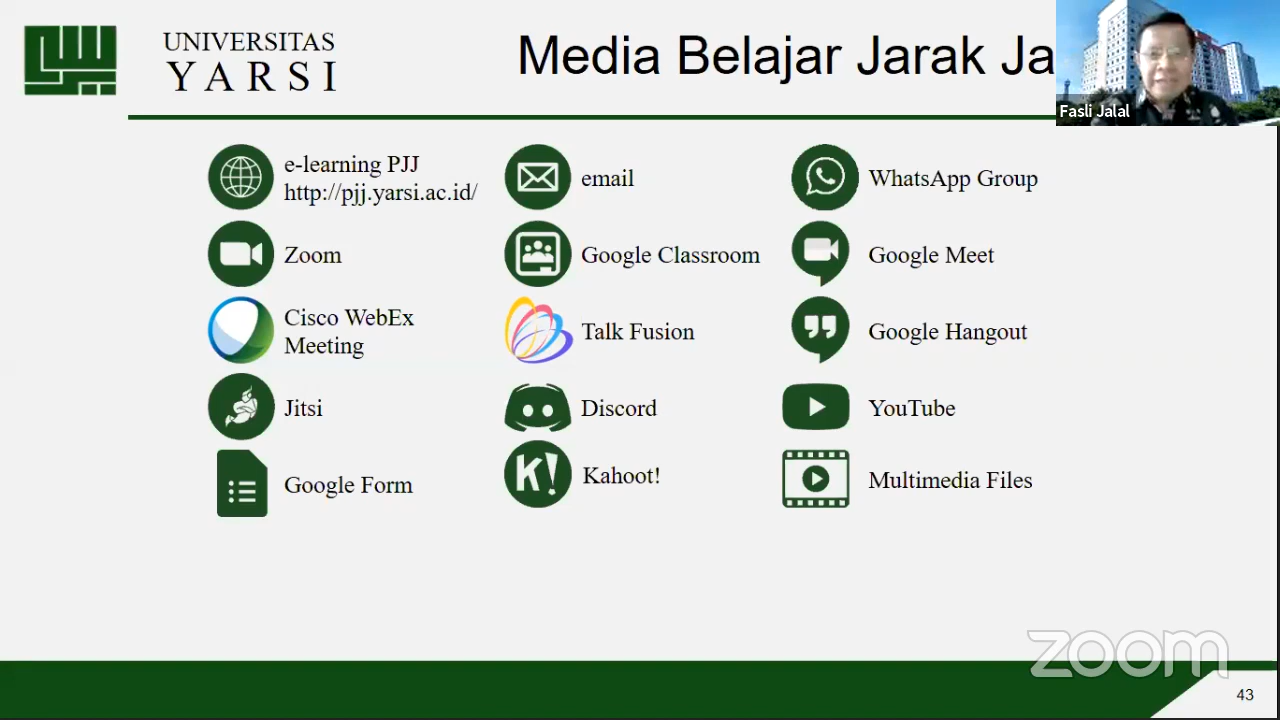 UNIVERSITAS
YARSI
Media Belajar Jarak Ja
Fasli Jalal
e-learning PJJ
http://pjj.yarsi.ac.id/
email
WhatsApp Group
Zoom
Google Classroom
Google Meet
Cisco WebEx
Meeting
Talk Fusion
Google Hangout
Jitsi
Discord
YouTube
Google Form
K!
Kahoot!
Multimedia Files
zoom
43